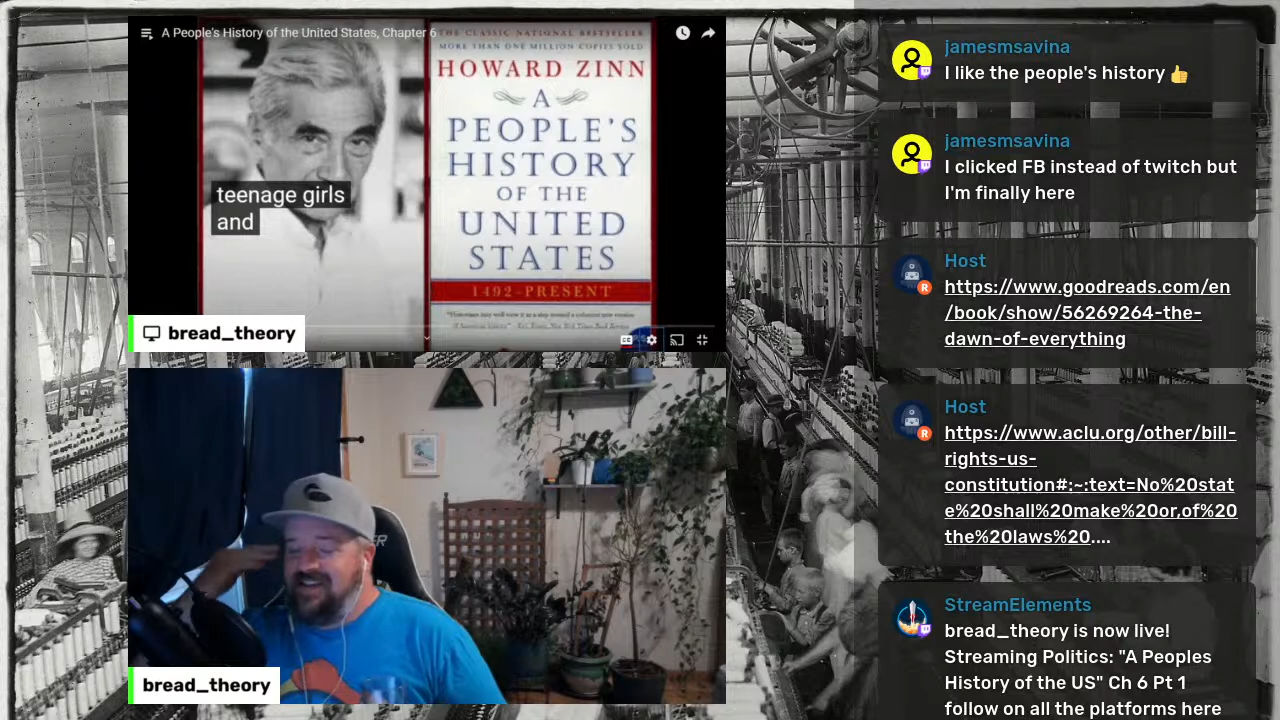 A People's History of the United States, Chapter 6
THE CLASSIC NATIONAL BESTSELLER
MORE THAN ONE MILLION COPIES SOLD
HOWARD ZINN
A
PEOPLE'S
HISTORY
OF THE
UNITED
STATES
1492–PRESENT
teenage girls
and
bread_theory
CC
bread_theory
jamesmsavina
I like the people's history 👍
jamesmsavina
I clicked FB instead of twitch but
I'm finally here
Host
https://www.goodreads.com/en
/book/show/56269264-the-
dawn-of-everything
Host
https://www.aclu.org/other/bill-
rights-us-
constitution#:~:text=No%20stat
e%20shall%20make%20or,of%20
the%20laws%20....
StreamElements
bread_theory is now live!
Streaming Politics: "A Peoples
History of the US" Ch 6 Pt 1
follow on all the platforms here